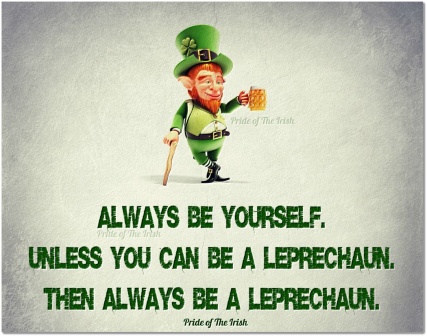 Pride of The Irish
ALWAYS BE YOURSELF.
Pride of The Irish
UNLESS YOU CAN BE A LEPRECHAUN.
THEN ALWAYS BE A LEPRECHAUN.
Pride of The Irish